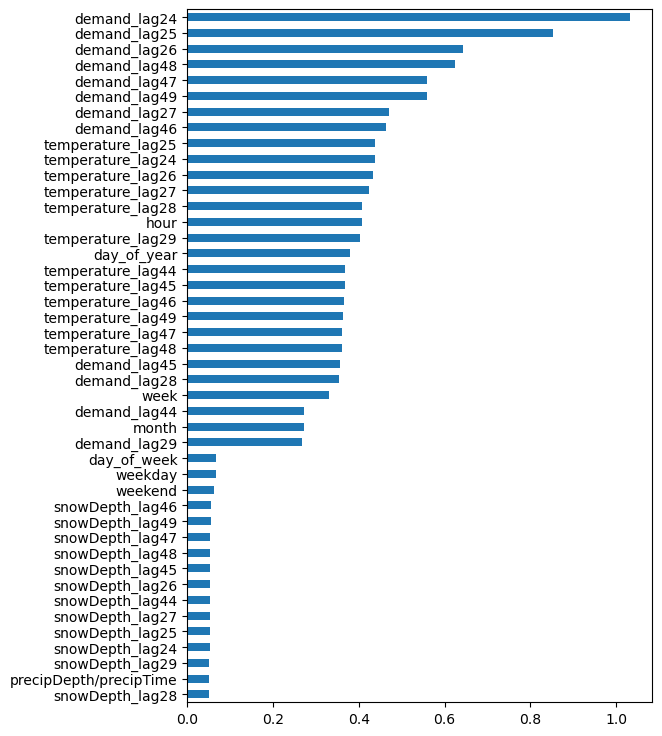 demand_lag24
demand_lag25
demand_lag26
demand_lag48
demand_lag47
demand_lag49
demand_lag27
demand_lag46
temperature_lag25
temperature_lag24
temperature_lag26
temperature_lag27
temperature_lag28
hour
temperature_lag29
day_of_year
temperature_lag44
temperature_lag45
temperature_lag46
temperature_lag49
temperature_lag47
temperature_lag48
demand_lag45
demand_lag28
week
demand_lag44
month
demand_lag29
day_of_week
weekday
weekend
snowDepth_lag46
snowDepth_lag49
snowDepth_lag47
snowDepth_lag48
snowDepth_lag45
snowDepth_lag26
snowDepth_lag44
snowDepth_lag27
snowDepth_lag25
snowDepth_lag24
snowDepth_lag29
precipDepth/precipTime
snowDepth_lag28
0.0 0.2 0.4 0.6 0.8 1.0